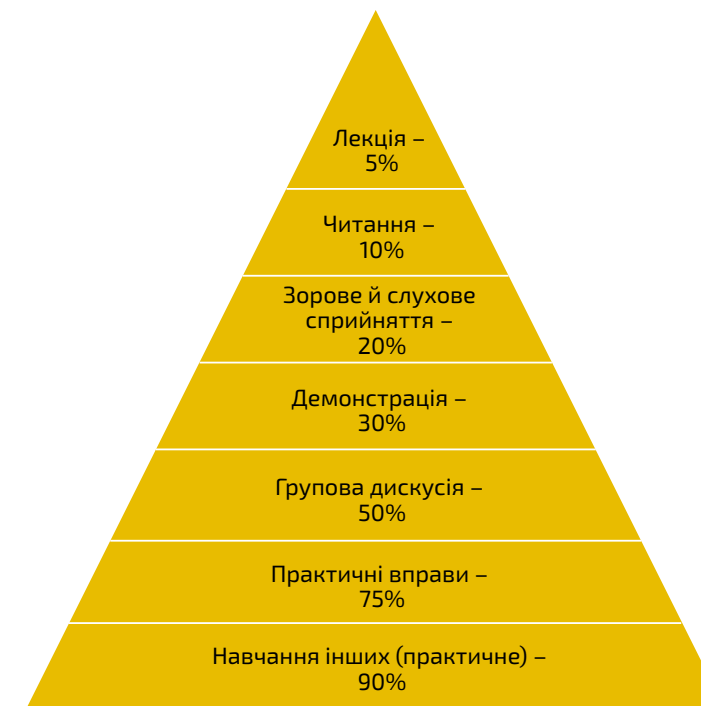 Лекція –
5%
Читання –
10%
Зорове й слухове
сприйняття –
20%
Демонстрація –
30%
Групова дискусія –
50%
Практичні вправи –
75%
Навчання інших (практичне) –
90%